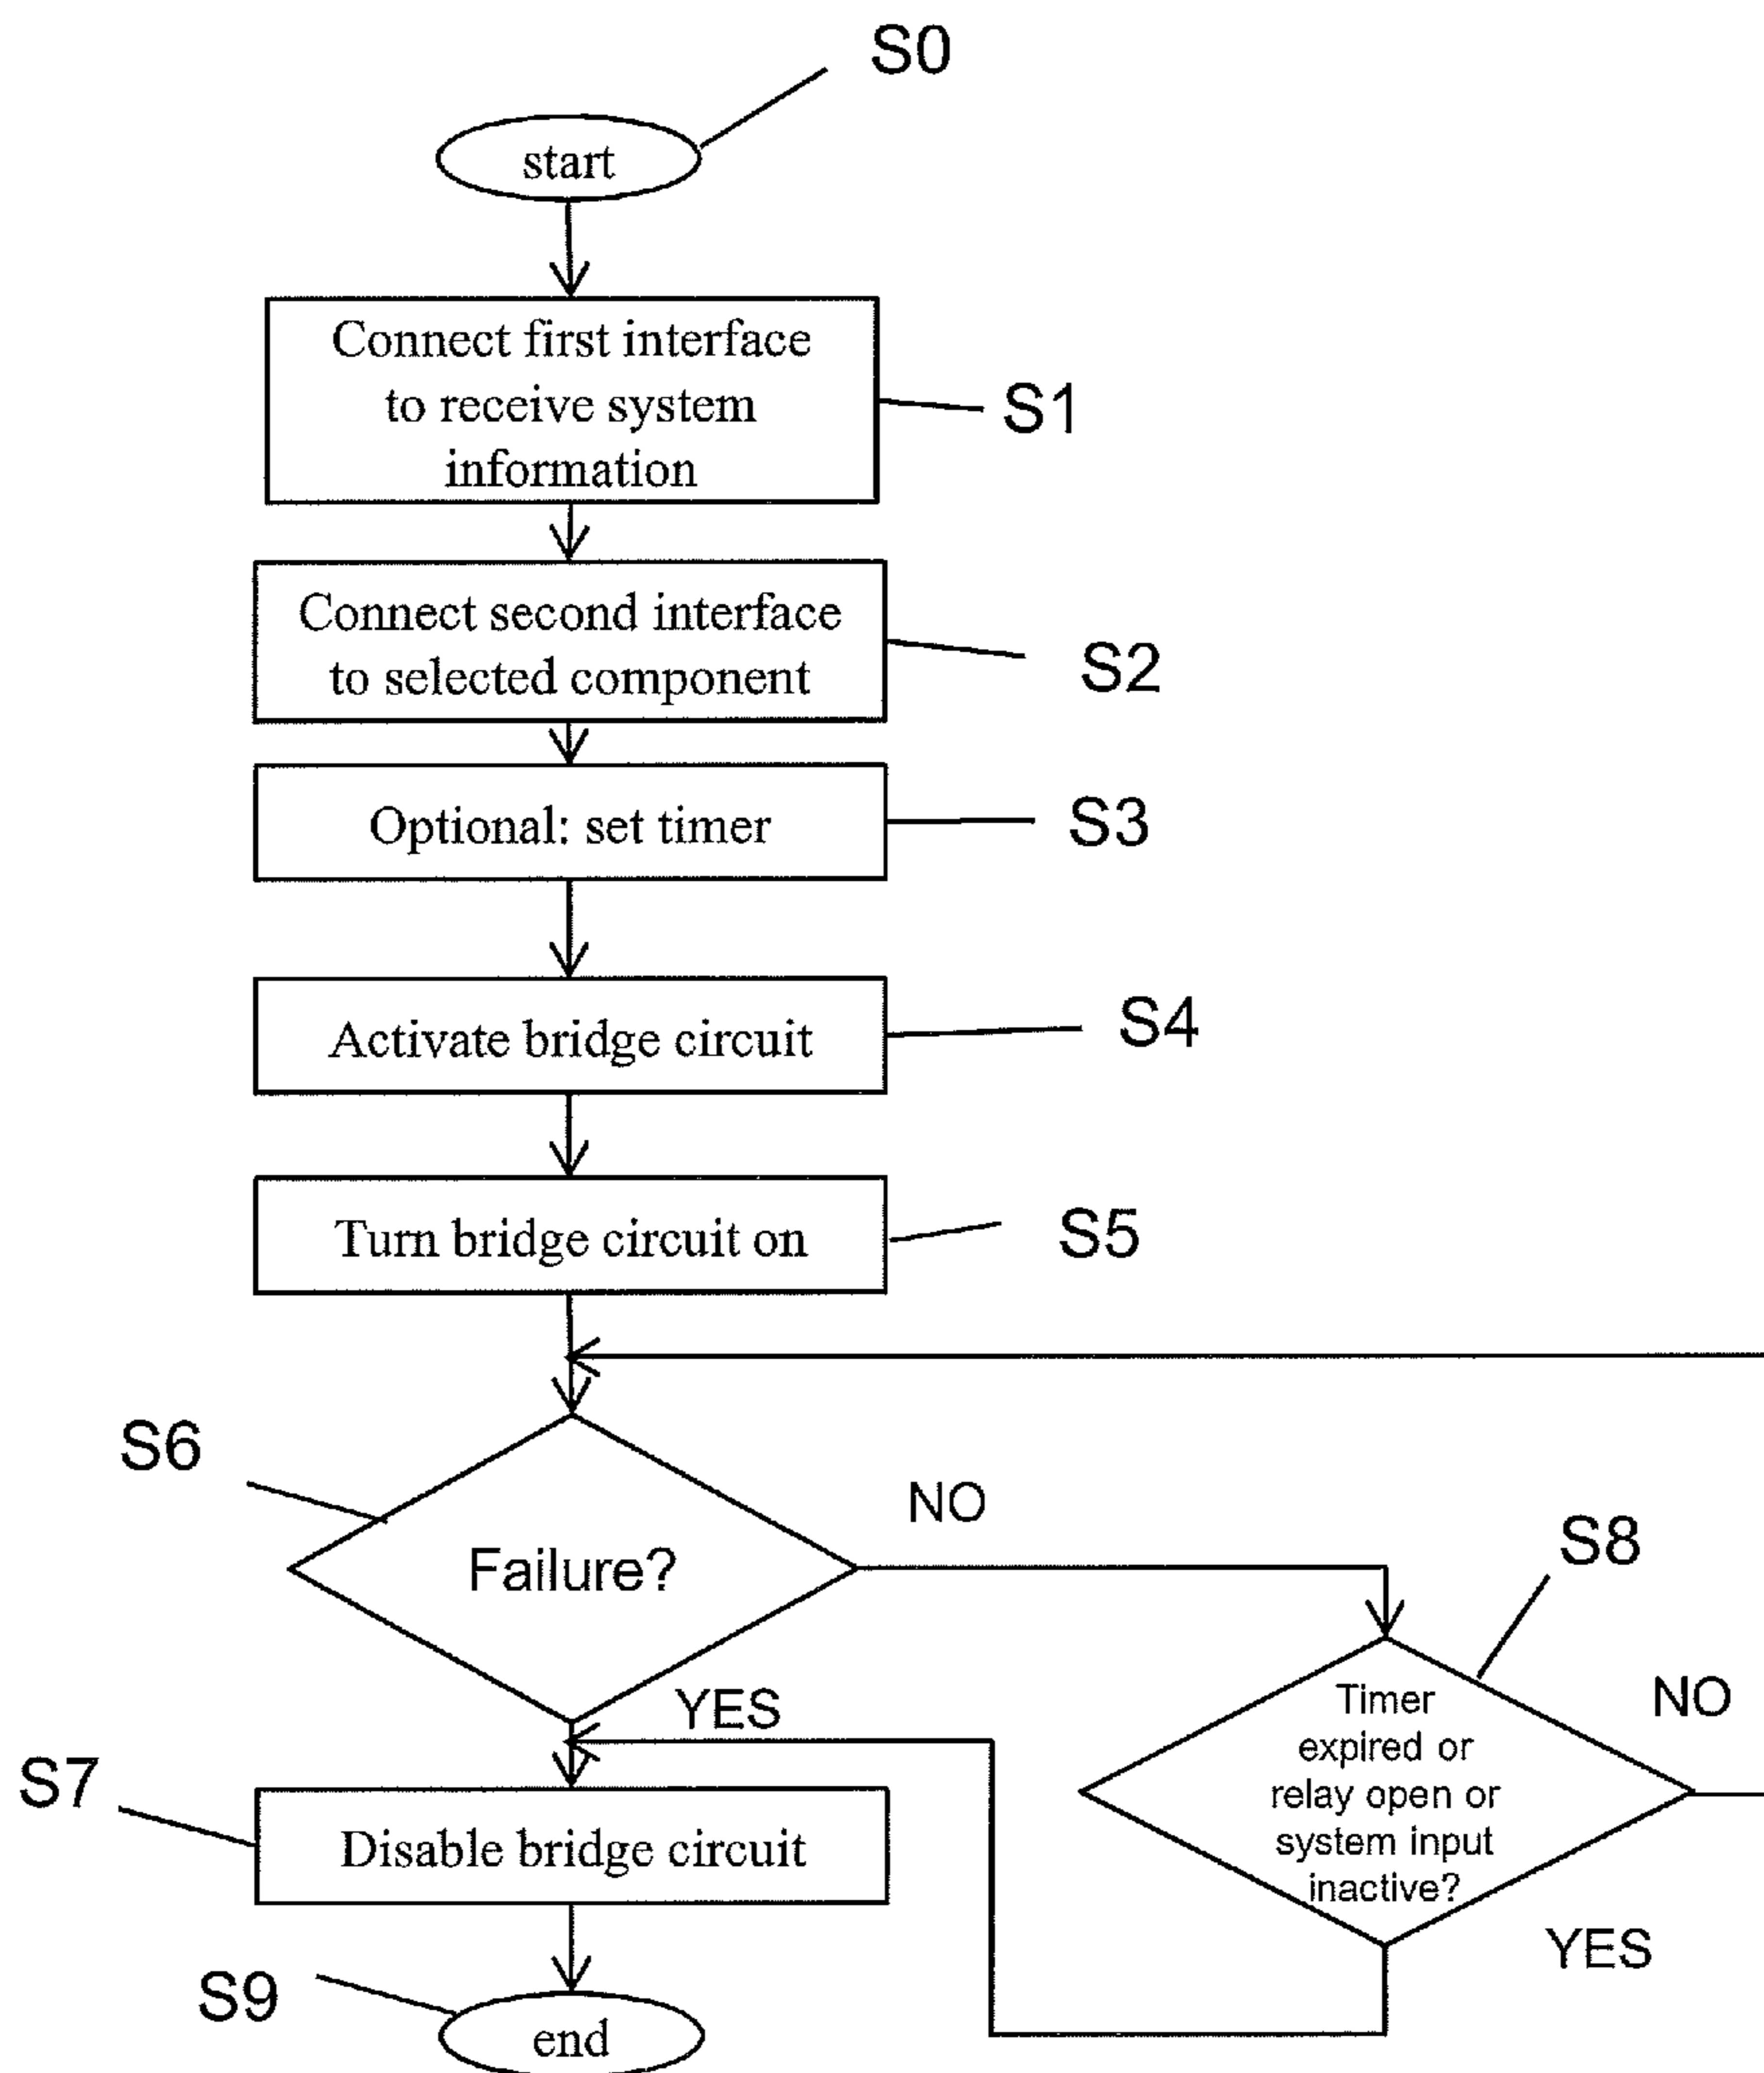 S0
start
Connect first interface
to receive system
information
S1
Connect second interface
to selected component
S2
Optional: set timer
S3
Activate bridge circuit
S4
Turn bridge circuit on
S5
S6
Failure?
NO
S8
Timer
expired or
relay open or
system input
inactive?
NO
YES
YES
S7
Disable bridge circuit
S9
end